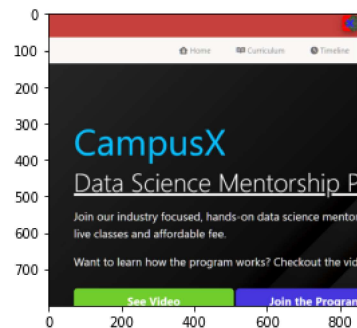 0
100
Home Curriculum Timeline
200
300
CampusX
400
Data Science Mentorship P
500
Join our industry focused, hands-on data science mentor
600
live classes and affordable fee.
Want to learn how the program works? Checkout the vid
700
See Video Join the Program
0 200 400 600 800